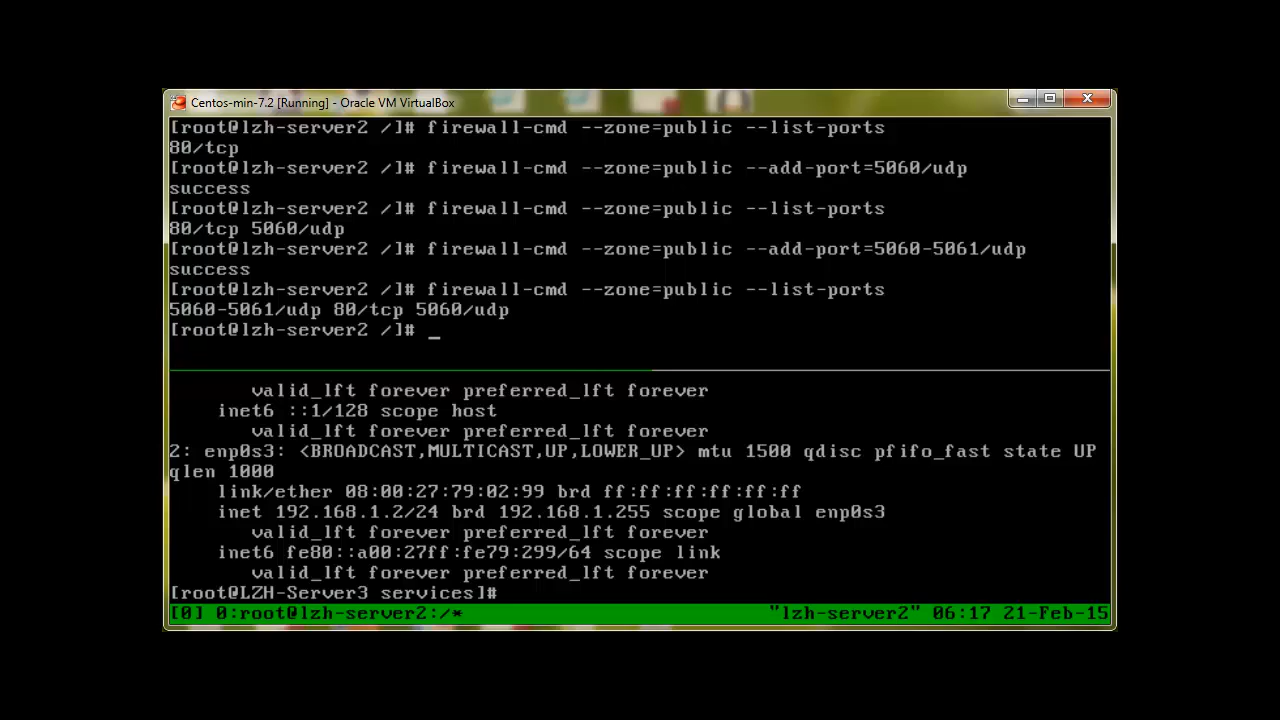 Centos-min-7.2 [Running] - Oracle VM VirtualBox
[root@lzh-server2 /]# firewall-cmd --zone=public --list-ports
80/tcp
[root@lzh-server2 /]# firewall-cmd --zone=public --add-port=5060/udp
success
[root@lzh-server2 /]# firewall-cmd --zone=public --list-ports
80/tcp 5060/udp
[root@lzh-server2 /]# firewall-cmd --zone=public --add-port=5060-5061/udp
success
[root@lzh-server2 /]# firewall-cmd --zone=public --list-ports
5060-5061/udp 80/tcp 5060/udp
[root@lzh-server2 /]# _
valid_lft forever preferred_lft forever
inet6 ::1/128 scope host
valid_lft forever preferred_lft forever
2: enp0s3: <BROADCAST,MULTICAST,UP,LOWER_UP> mtu 1500 qdisc pfifo_fast state UP
qlen 1000
link/ether 08:00:27:79:02:99 brd ff:ff:ff:ff:ff:ff
inet 192.168.1.2/24 brd 192.168.1.255 scope global enp0s3
valid_lft forever preferred_lft forever
inet6 fe80::a00:27ff:fe79:299/64 scope link
valid_lft forever preferred_lft forever
[root@LZH-Server3 services]#
[0] 0:root@lzh-server2:/* "lzh-server2" 06:17 21-Feb-15